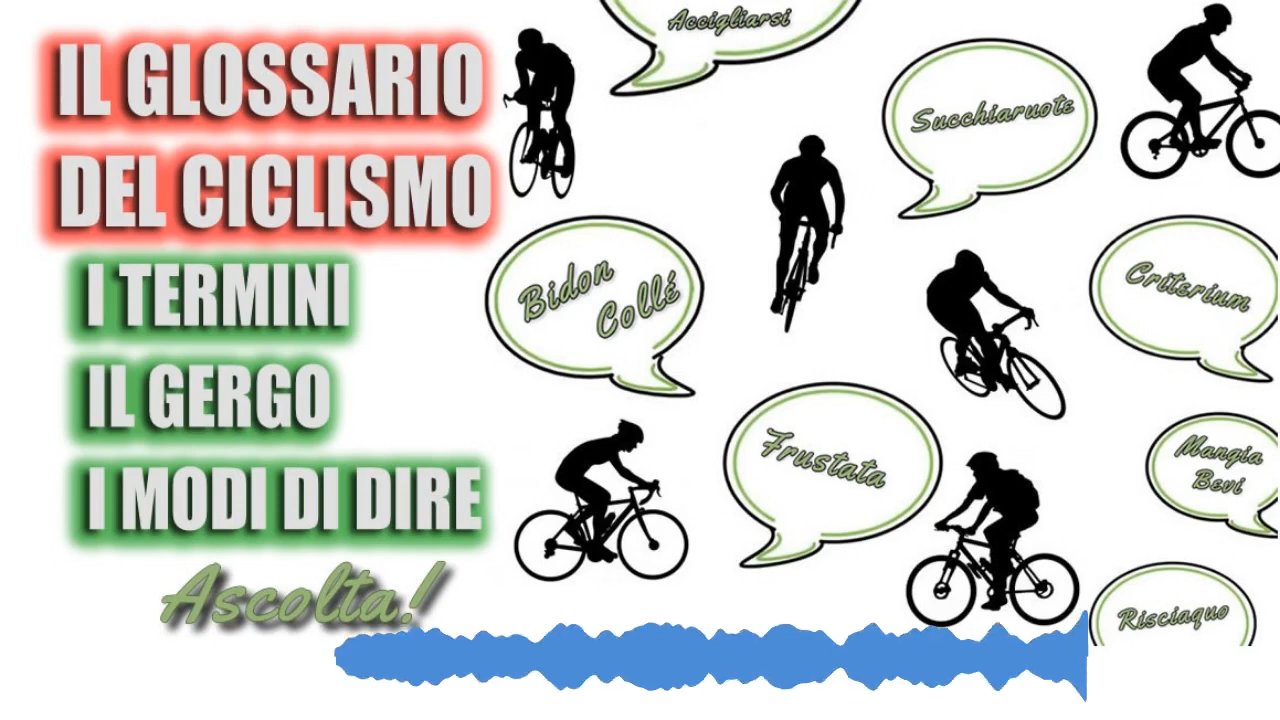 IL GLOSSARIO
DEL CICLISMO
I TERMINI
IL GERGO
I MODI DI DIRE
Ascolta!
Accigliarsi
Succhiaruote
Bidon
Collé
Criterium
Frustata
Mangia
Bevi
Risciaquo